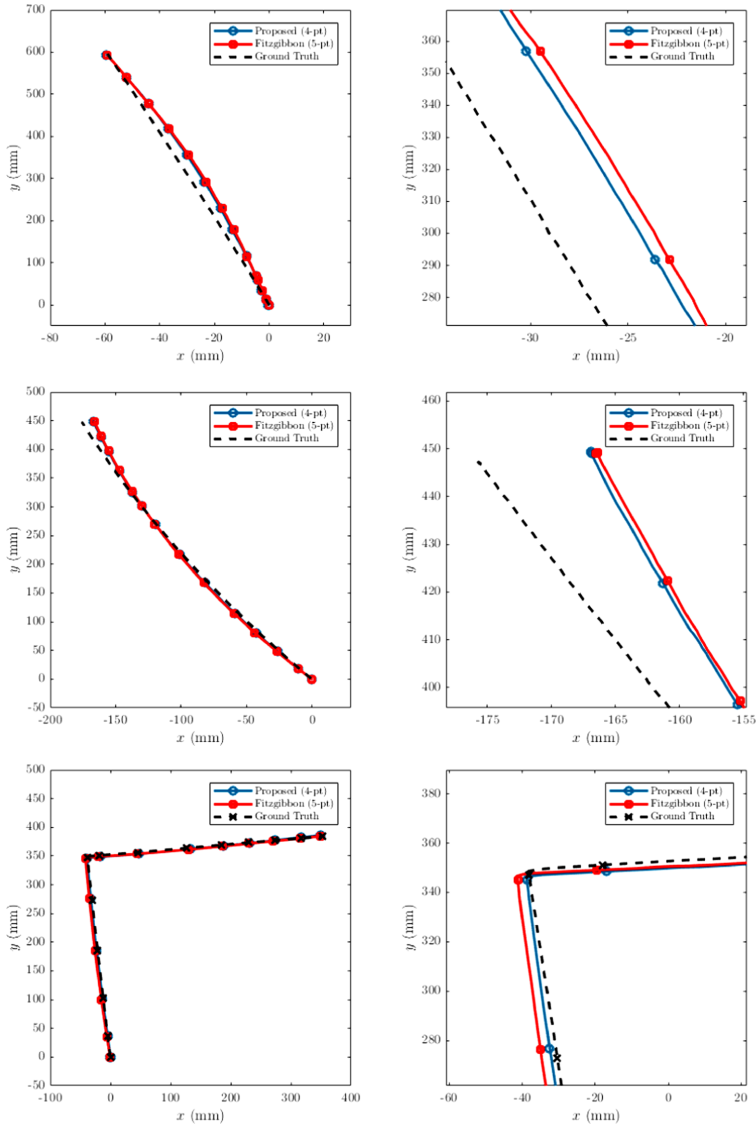 700
600
500
400
300
200
100
0
y (mm)
-80 -60 -40 -20 0 20
x (mm)
Proposed (4-pt)
Fitzgibbon (5-pt)
Ground Truth
360
350
340
330
320
310
300
290
280
y (mm)
-30 -25 -20
x (mm)
Proposed (4-pt)
Fitzgibbon (5-pt)
Ground Truth
500
450
400
350
300
250
200
150
100
50
0
-50
y (mm)
-200 -150 -100 -50 0
x (mm)
Proposed (4-pt)
Fitzgibbon (5-pt)
Ground Truth
460
450
440
430
420
410
400
y (mm)
-175 -170 -165 -160 -155
x (mm)
Proposed (4-pt)
Fitzgibbon (5-pt)
Ground Truth
500
450
400
350
300
250
200
150
100
50
0
-50
y (mm)
-100 0 100 200 300 400
x (mm)
Proposed (4-pt)
Fitzgibbon (5-pt)
Ground Truth
380
360
340
320
300
280
y (mm)
-60 -40 -20 0 20
x (mm)
Proposed (4-pt)
Fitzgibbon (5-pt)
Ground Truth